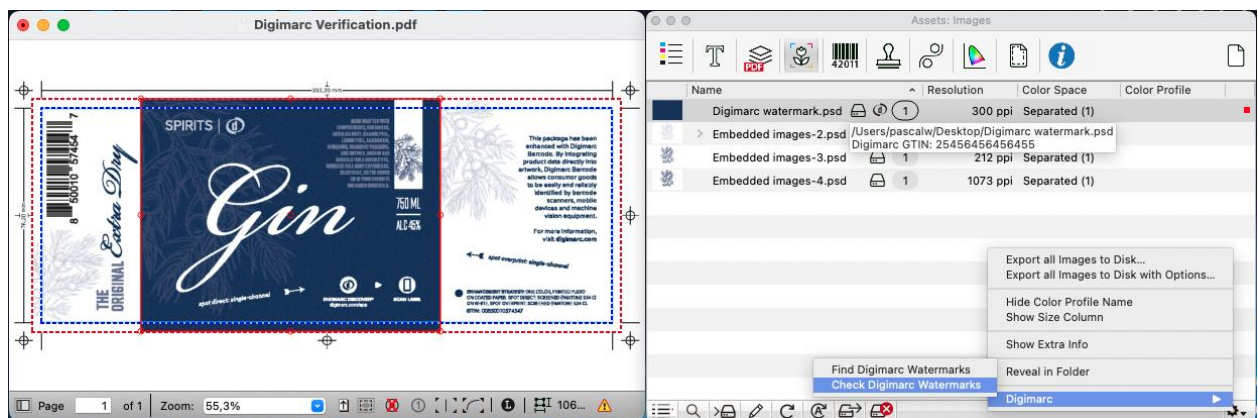 Digimarc Verification.pdf
SPIRITS | d
8 50010 57454 7
THE ORIGINAL Extra Dry
Gin
750 ML
ALC 45%
spot direct: single-channel
DIGIMARC DISCOVER®
digimarc.com/app
SCAN LABEL
This package has been
enhanced with Digimarc
Barcode. By integrating
product data directly into
artwork, Digimarc Barcode
allows consumer goods
to be easily and reliably
identified by barcode
scanners, mobile
devices and machine
vision equipment.
For more information,
visit digimarc.com
spot overprint: single-channel
Page 1 of 1 Zoom: 55,3% 106...
Assets: Images
42011
Name Resolution Color Space Color Profile
Digimarc watermark.psd 1 300 ppi Separated (1)
Embedded images-2.psd
/Users/pascalw/Desktop/Digimarc watermark.psd
Digimarc GTIN: 25456456456455
Embedded images-3.psd 1 212 ppi Separated (1)
Embedded images-4.psd 1 1073 ppi Separated (1)
Export all Images to Disk...
Export all Images to Disk with Options...
Hide Color Profile Name
Show Size Column
Show Extra Info
Reveal in Folder
Digimarc
Find Digimarc Watermarks
Check Digimarc Watermarks